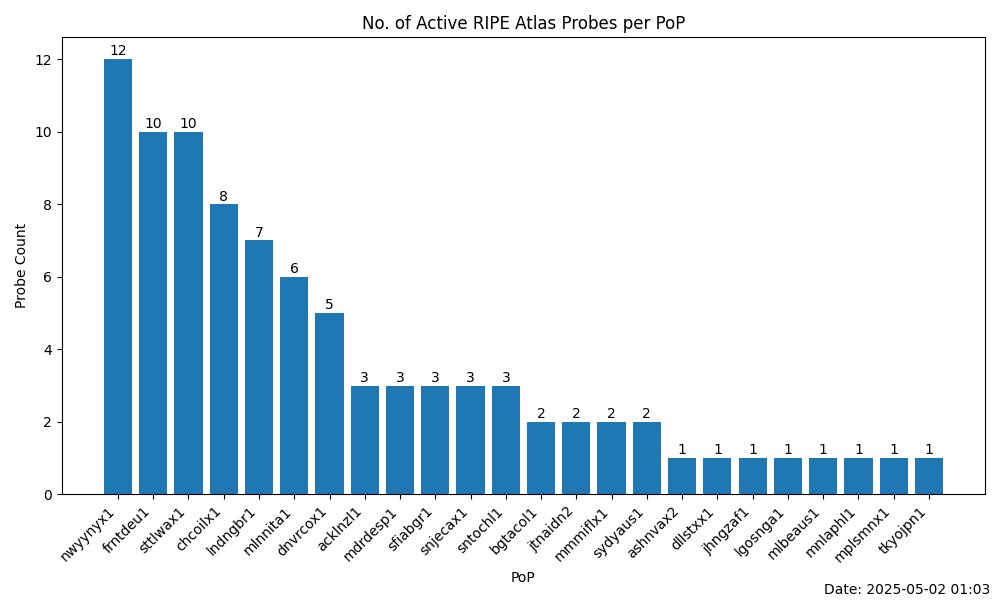 No. of Active RIPE Atlas Probes per PoP
Probe Count
12
10
8
6
4
2
0
12
10
10
8
7
6
5
3
3
3
3
3
2
2
2
2
1
1
1
1
1
1
1
1
nwyynyx1
frntdeu1
sttlwax1
chcoilx1
lndngbr1
mlnnita1
dnvrcox1
acklnzl1
mdrdesp1
sfiabgr1
snjecax1
sntochl1
bgtacol1
jtnaidn2
mmmiflx1
sydyaus1
ashnvax2
dllstxx1
jhngzaf1
lgosnga1
mlbeaus1
mnlaphl1
mplsmnx1
tkyojpn1
PoP
Date: 2025-05-02 01:03